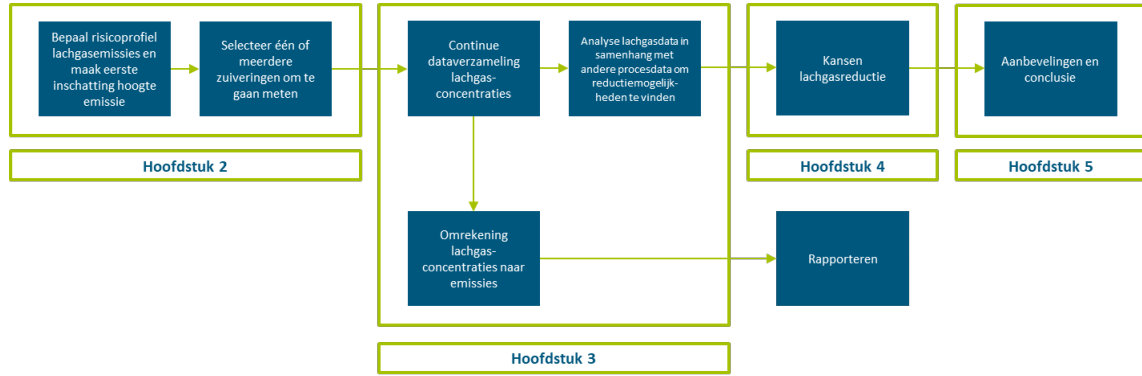 Bepaal risicoprofiel
lachgasemissies en
maak eerste
inschatting hoogte
emissie
Selecteer één of
meerdere
zuiveringen om te
gaan meten
Hoofdstuk 2
Continue
dataverzameling
lachgas-
concentraties
Analyse lachgasdata in
samenhang met
andere procesdata om
reductiemogelijk-
heden te vinden
Omrekening
lachgas-
concentraties naar
emissies
Hoofdstuk 3
Kansen
lachgasreductie
Hoofdstuk 4
Rapporteren
Aanbevelingen en
conclusie
Hoofdstuk 5